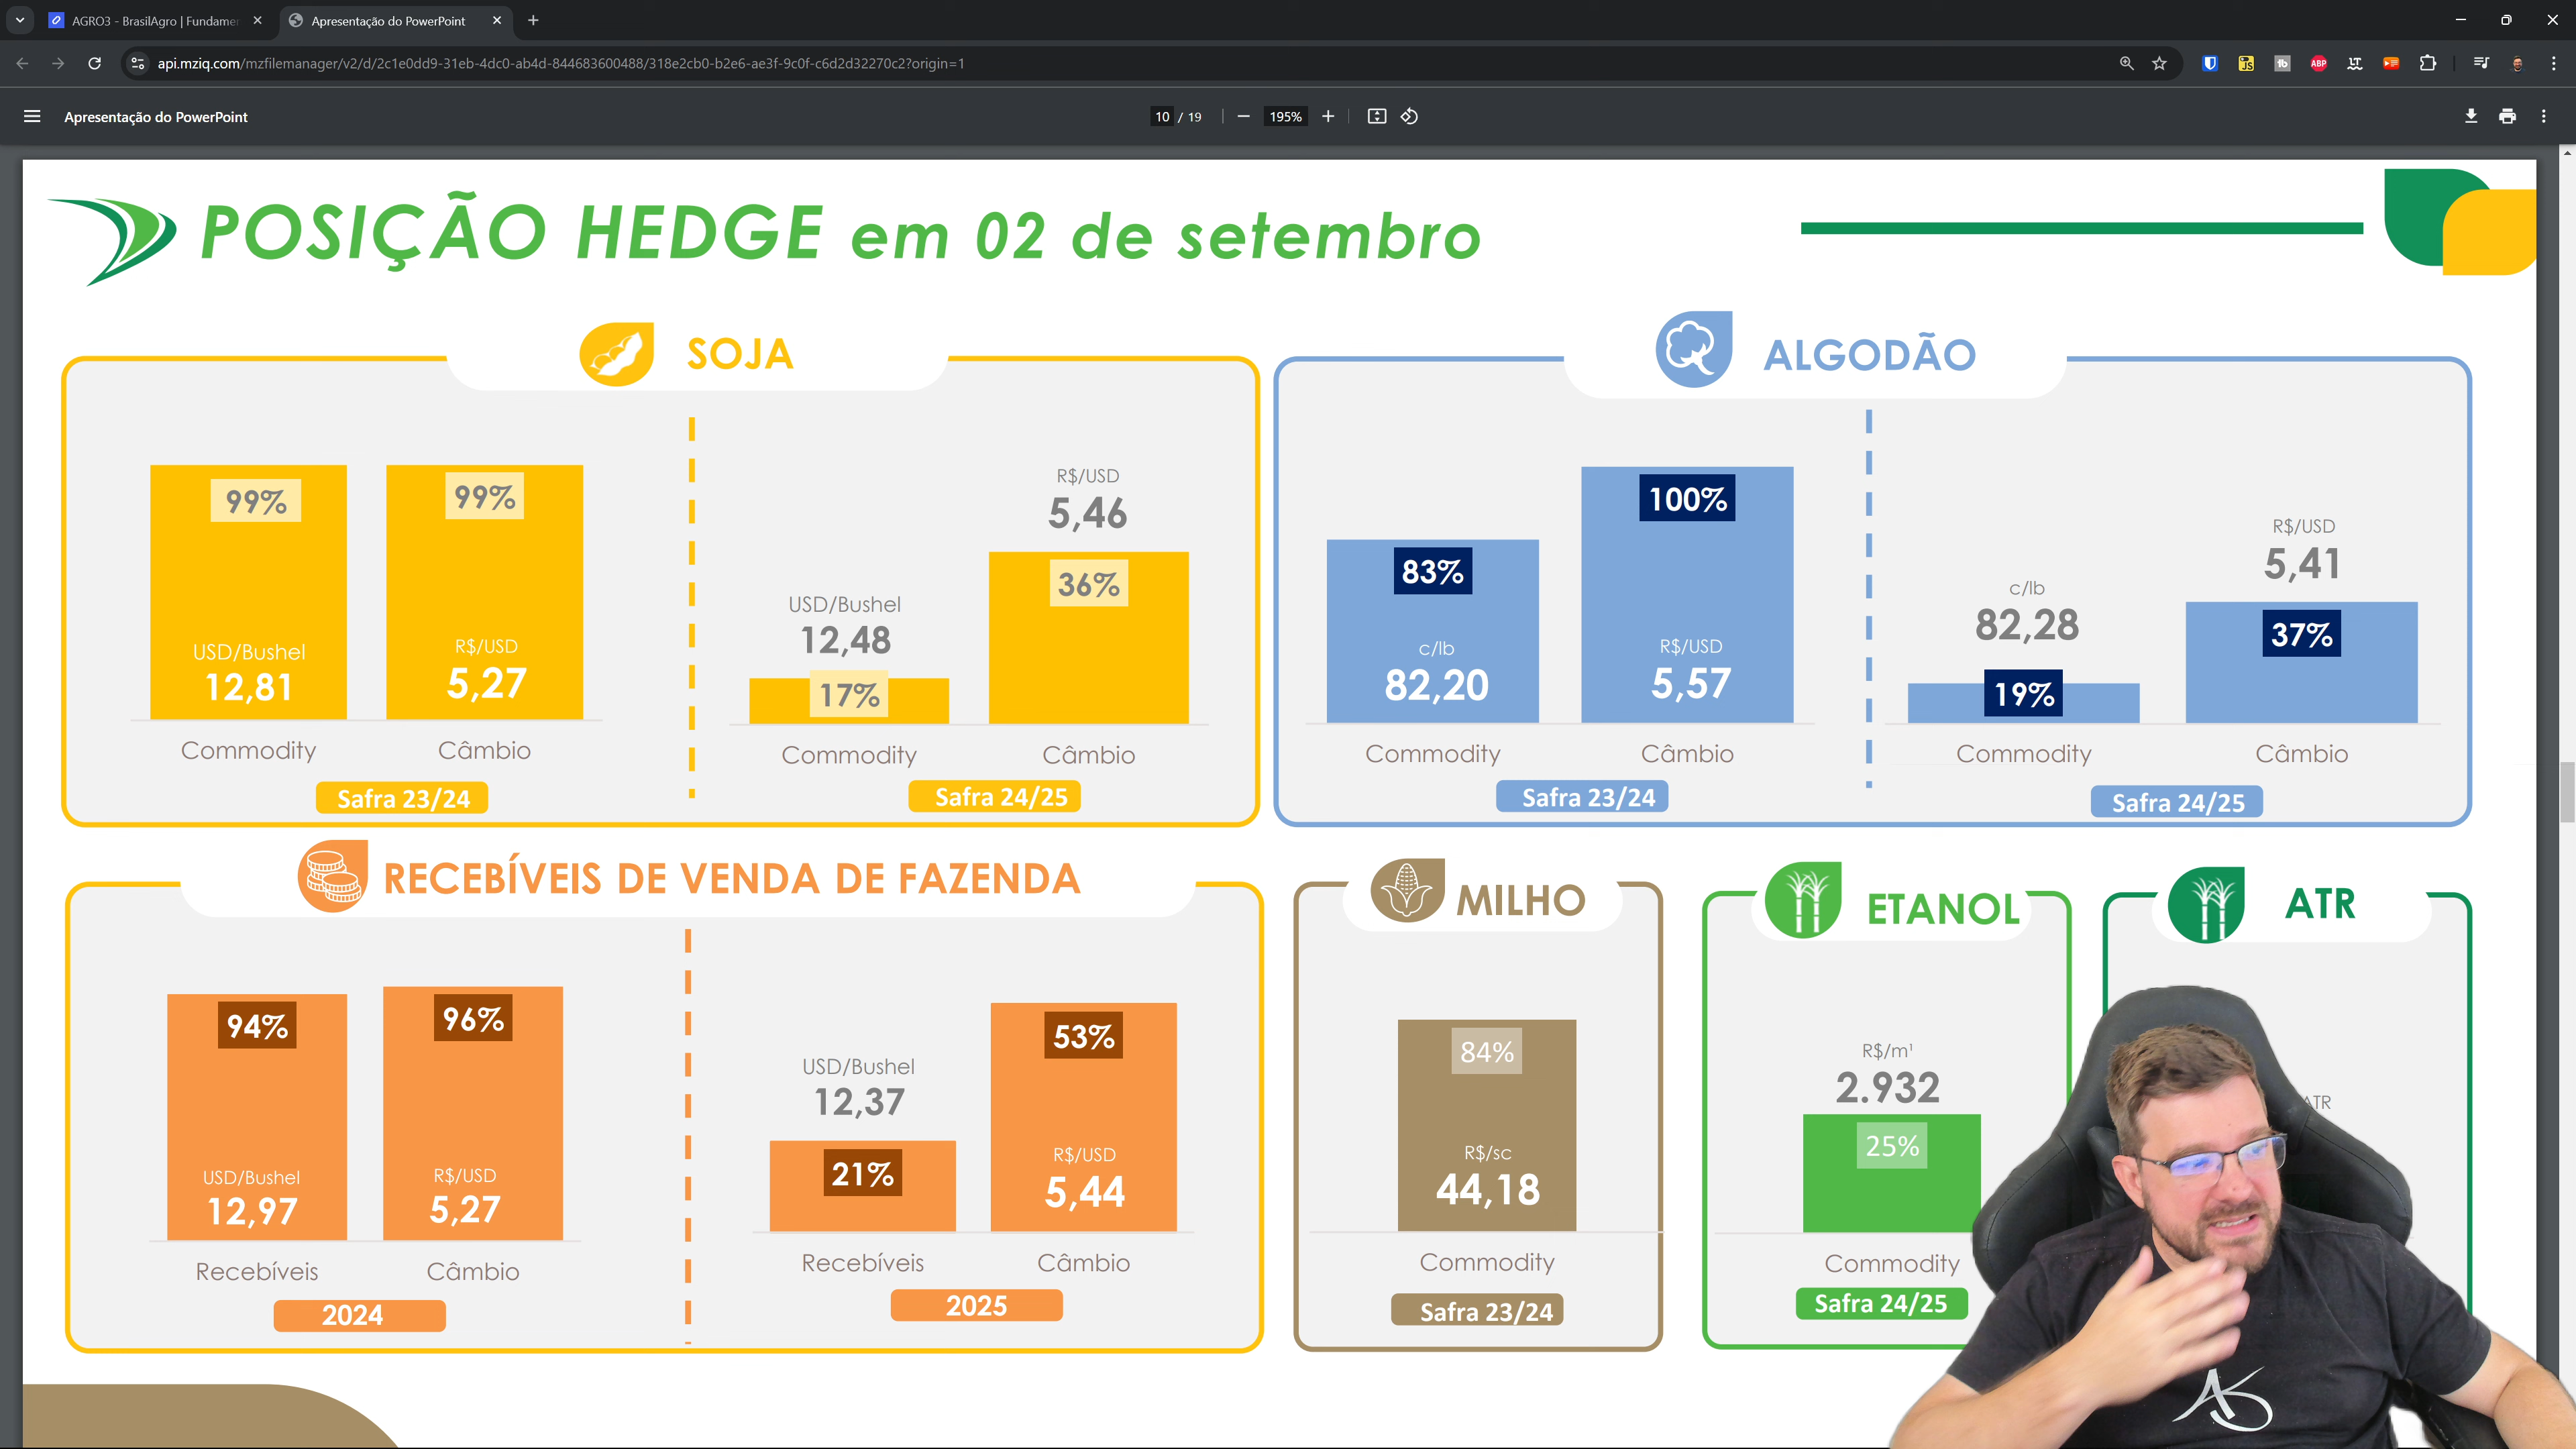 AGRO3 - BrasilAgro | Fundamen
Apresentação do PowerPoint
api.mziq.com/mzfilemanager/v2/d/2c1e0dd9-31eb-4dc0-ab4d-844683600488/318e2cb0-b2e6-ae3f-9c0f-c6d2d32270c2?origin=1
Apresentação do PowerPoint
10 / 19
195%
POSIÇÃO HEDGE em 02 de setembro
SOJA
99%
USD/Bushel
12,81
Commodity
99%
R$/USD
5,27
Câmbio
Safra 23/24
USD/Bushel
12,48
17%
Commodity
R$/USD
5,46
36%
Câmbio
Safra 24/25
ALGODÃO
83%
c/lb
82,20
Commodity
100%
R$/USD
5,57
Câmbio
Safra 23/24
c/lb
82,28
19%
Commodity
R$/USD
5,41
37%
Câmbio
Safra 24/25
RECEBÍVEIS DE VENDA DE FAZENDA
94%
USD/Bushel
12,97
Recebíveis
96%
R$/USD
5,27
Câmbio
2024
USD/Bushel
12,37
21%
Recebíveis
53%
R$/USD
5,44
Câmbio
2025
MILHO
84%
R$/sc
44,18
Commodity
Safra 23/24
ETANOL
R$/m¹
2.932
25%
Commodity
Safra 24/25
ATR
ATR